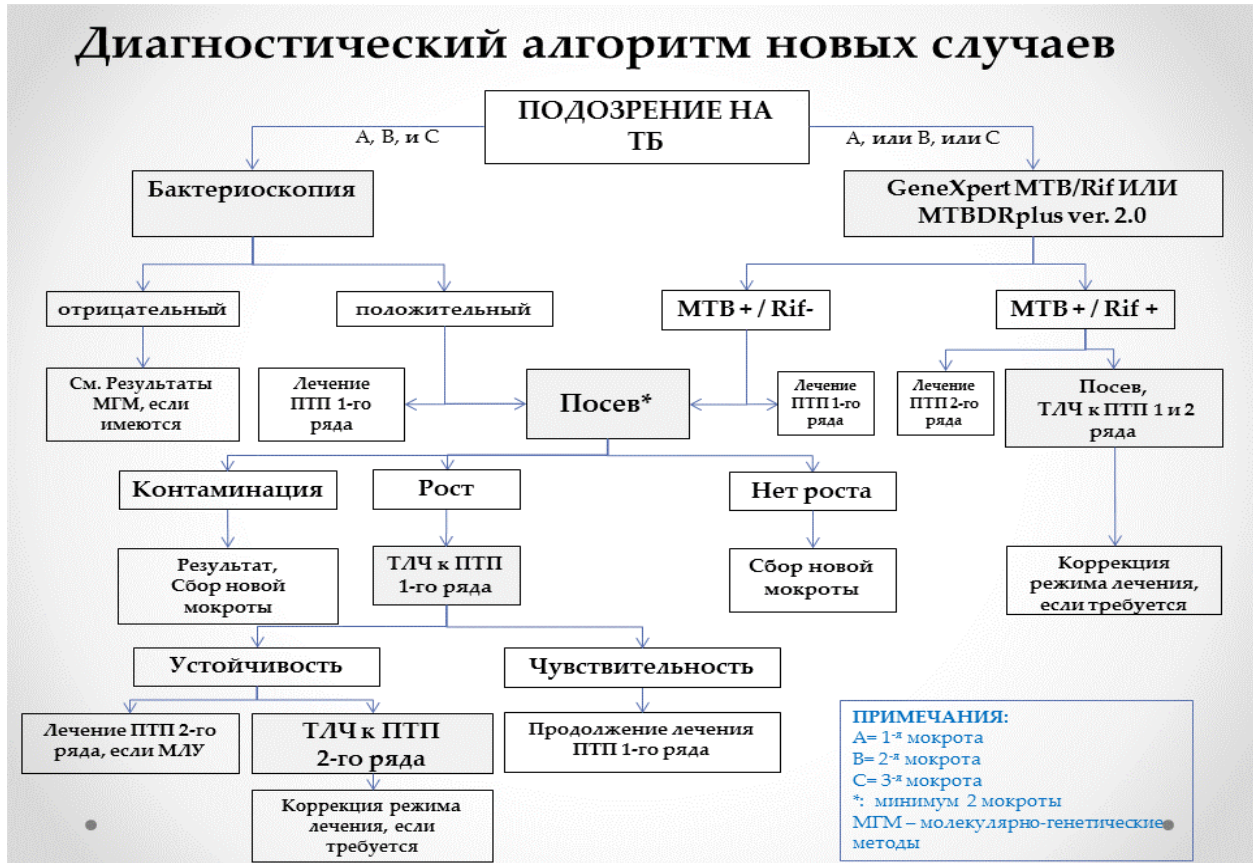 Диагностический алгоритм новых случаев
ПОДОЗРЕНИЕ НА
ТБ
А, В, и С
А, или В, или С
Бактериоскопия
GeneXpert MTB/Rif ИЛИ
MTBDRplus ver. 2.0
отрицательный
положительный
МТВ + / Rif-
МТВ + / Rif +
См. Результаты
МГМ, если
имеются
Лечение
ПТП 1-го
ряда
Посев*
Лечение
ПТП 1-го
ряда
Лечение
ПТП 2-го
ряда
Посев,
ТЛЧ к ПТП 1 и 2
ряда
Контаминация
Рост
Нет роста
Результат,
Сбор новой
мокроты
ТЛЧ к ПТП
1-го ряда
Сбор новой
мокроты
Коррекция
режима лечения,
если требуется
Устойчивость
Чувствительность
Лечение ПТП 2-го
ряда, если МЛУ
ТЛЧ к ПТП
2-го ряда
Продолжение лечения
ПТП 1-го ряда
Коррекция режима
лечения, если
требуется
ПРИМЕЧАНИЯ:
А= 1-я мокрота
В= 2-я мокрота
С= 3-я мокрота
*: минимум 2 мокроты
МГМ – молекулярно-генетические
методы